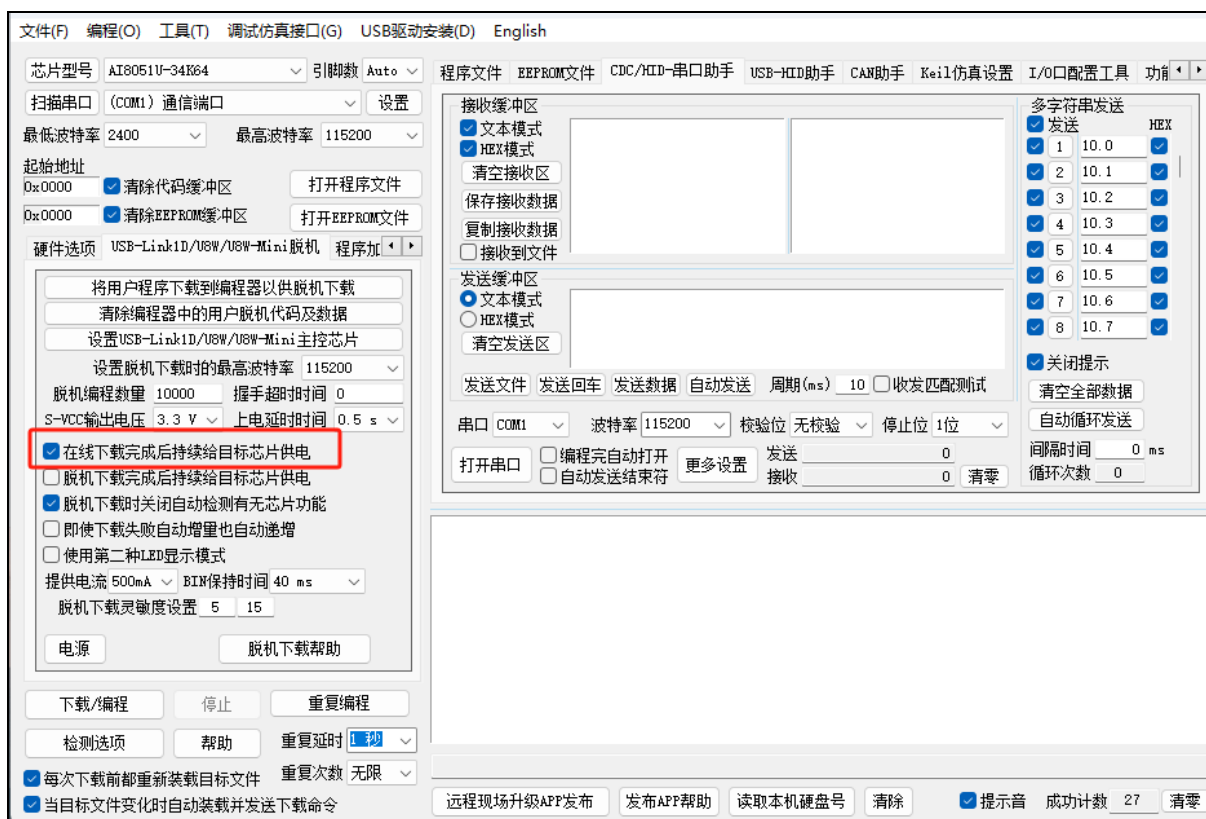 文件(F) 编程(O) 工具(T) 调试仿真接口(G) USB驱动安装(D) English
芯片型号 AI8051U-34K64 引脚数 Auto
扫描串口 (COM1) 通信端口 设置
最低波特率 2400 最高波特率 115200
起始地址
0x0000 清除代码缓冲区 打开程序文件
0x0000 清除EEPROM缓冲区 打开EEPROM文件
硬件选项 USB-Link1D/U8W/U8W-Mini脱机 程序加
将用户程序下载到编程器以供脱机下载
清除编程器中的用户脱机代码及数据
设置USB-Link1D/U8W/U8W-Mini主控芯片
设置脱机下载时的最高波特率 115200
脱机编程数量 10000 握手超时时间 0
S-VCC输出电压 3.3 V 上电延时时间 0.5 s
在线下载完成后持续给目标芯片供电
脱机下载完成后持续给目标芯片供电
脱机下载时关闭自动检测有无芯片功能
即使下载失败自动增量也自动递增
使用第二种LED显示模式
提供电流 500mA BIN保持时间 40 ms
脱机下载灵敏度设置 5 15
电源 脱机下载帮助
下载/编程 停止 重复编程
检测选项 帮助 重复延时 1 秒
每次下载前都重新装载目标文件 重复次数 无限
当目标文件变化时自动装载并发送下载命令
程序文件 EEPROM文件 CDC/HID-串口助手 USB-HID助手 CAN助手 Keil仿真设置 I/O口配置工具 功能
接收缓冲区
文本模式
HEX模式
清空接收区
保存接收数据
复制接收数据
接收到文件
发送缓冲区
文本模式
HEX模式
清空发送区
发送文件 发送回车 发送数据 自动发送 周期(ms) 10 收发匹配测试
串口 COM1 波特率 115200 校验位 无校验 停止位 1位
打开串口 编程完自动打开 更多设置 发送 0
自动发送结束符 接收 0 清零
多字符串发送
发送 HEX
1 10.0
2 10.1
3 10.2
4 10.3
5 10.4
6 10.5
7 10.6
8 10.7
关闭提示
清空全部数据
自动循环发送
间隔时间 0 ms
循环次数 0
远程现场升级APP发布 发布APP帮助 读取本机硬盘号 清除 提示音 成功计数 27 清零